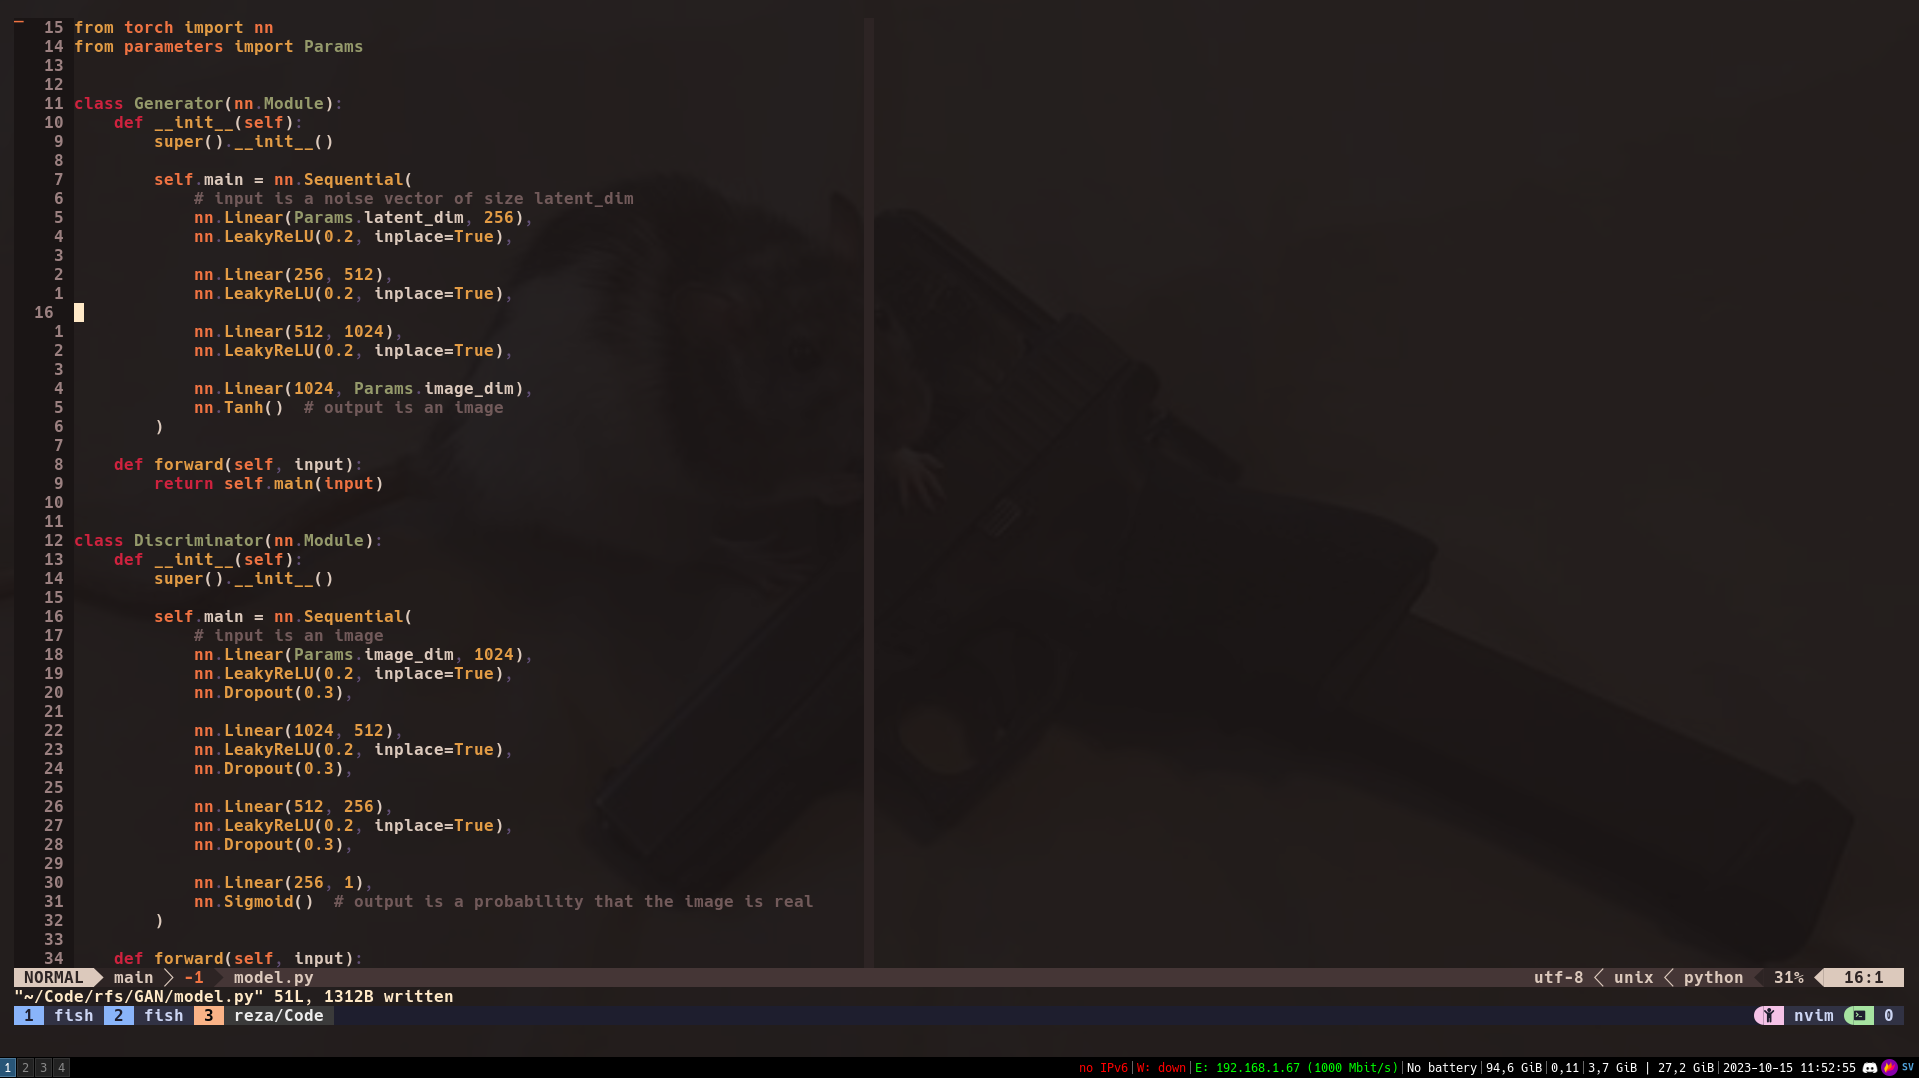 15 from torch import nn
14 from parameters import Params
13
12
11 class Generator(nn.Module):
10     def __init__(self):
9         super().__init__()
8
7         self.main = nn.Sequential(
6             # input is a noise vector of size latent_dim
5             nn.Linear(Params.latent_dim, 256),
4             nn.LeakyReLU(0.2, inplace=True),
3
2             nn.Linear(256, 512),
1             nn.LeakyReLU(0.2, inplace=True),
16
1             nn.Linear(512, 1024),
2             nn.LeakyReLU(0.2, inplace=True),
3
4             nn.Linear(1024, Params.image_dim),
5             nn.Tanh()  # output is an image
6         )
7
8     def forward(self, input):
9         return self.main(input)
10
11
12 class Discriminator(nn.Module):
13     def __init__(self):
14         super().__init__()
15
16         self.main = nn.Sequential(
17             # input is an image
18             nn.Linear(Params.image_dim, 1024),
19             nn.LeakyReLU(0.2, inplace=True),
20             nn.Dropout(0.3),
21
22             nn.Linear(1024, 512),
23             nn.LeakyReLU(0.2, inplace=True),
24             nn.Dropout(0.3),
25
26             nn.Linear(512, 256),
27             nn.LeakyReLU(0.2, inplace=True),
28             nn.Dropout(0.3),
29
30             nn.Linear(256, 1),
31             nn.Sigmoid()  # output is a probability that the image is real
32         )
33
34     def forward(self, input):
NORMAL main -1 model.py utf-8 unix python 31% 16:1
"~/Code/rfs/GAN/model.py" 51L, 1312B written
1 fish 2 fish 3 reza/Code nvim 0
1 2 3 4 no IPv6|W: down|E: 192.168.1.67 (1000 Mbit/s)|No battery|94,6 GiB|0,11|3,7 GiB | 27,2 GiB|2023-10-15 11:52:55 SV